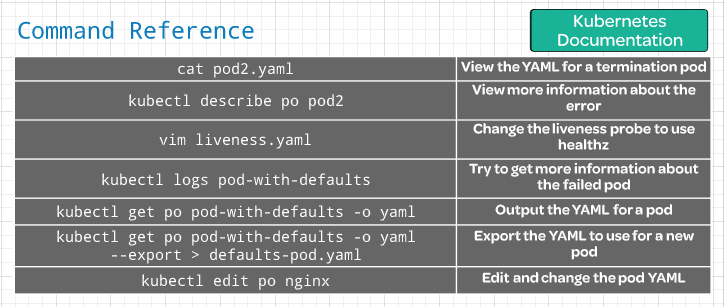 Command Reference
Kubernetes
Documentation
cat pod2.yaml
View the YAML for a termination pod
kubectl describe po pod2
View more information about the
error
vim liveness.yaml
Change the liveness probe to use
healthz
kubectl logs pod-with-defaults
Try to get more information about
the failed pod
kubectl get po pod-with-defaults -o yaml
Output the YAML for a pod
kubectl get po pod-with-defaults -o yaml
--export > defaults-pod.yaml
Export the YAML to use for a new
pod
kubectl edit po nginx
Edit and change the pod YAML